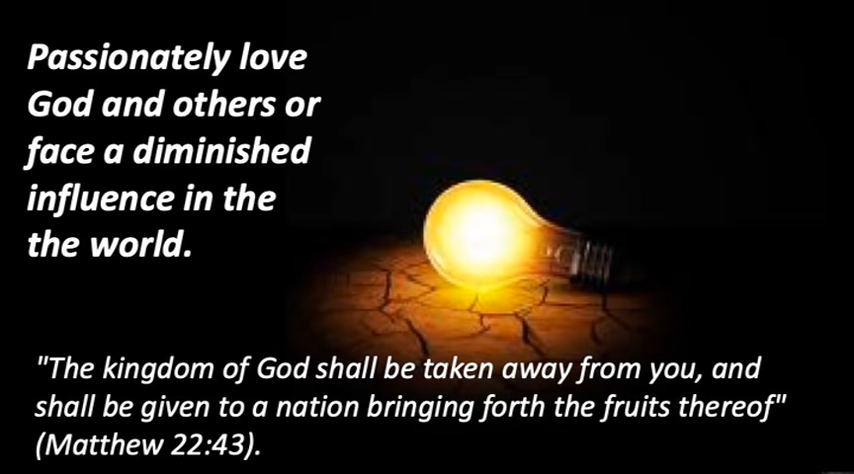 Passionately love
God and others or
face a diminished
influence in the
the world.
"The kingdom of God shall be taken away from you, and
shall be given to a nation bringing forth the fruits thereof"
(Matthew 22:43).